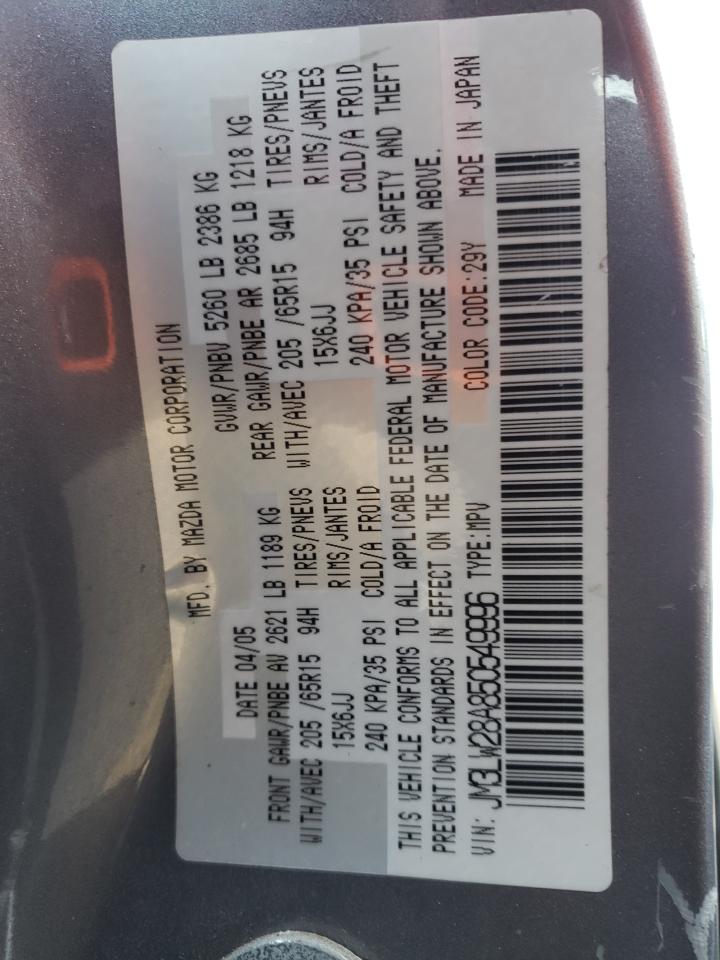 MFD. BY MAZDA MOTOR CORPORATION
DATE 04/05 GVWR/PNBV 5260 LB 2386 KG
FRONT GAWR/PNBE AV 2621 LB 1189 KG REAR GAWR/PNBE AR 2685 LB 1218 KG
WITH/AVEC 205 /65R15 94H TIRES/PNEVS WITH/AVEC 205 /65R15 94H TIRES/PNEVS
15X6JJ RIMS/JANTES 15X6JJ RIMS/JANTES
240 KPA/35 PSI COLD/A FROID 240 KPA/35 PSI COLD/A FROID
THIS VEHICLE CONFORMS TO ALL APPLICABLE FEDERAL MOTOR VEHICLE SAFETY AND THEFT
PREVENTION STANDARDS IN EFFECT ON THE DATE OF MANUFACTURE SHOWN ABOVE.
VIN: JM3LW28A850549996 TYPE:MPV COLOR CODE:29Y MADE IN JAPAN